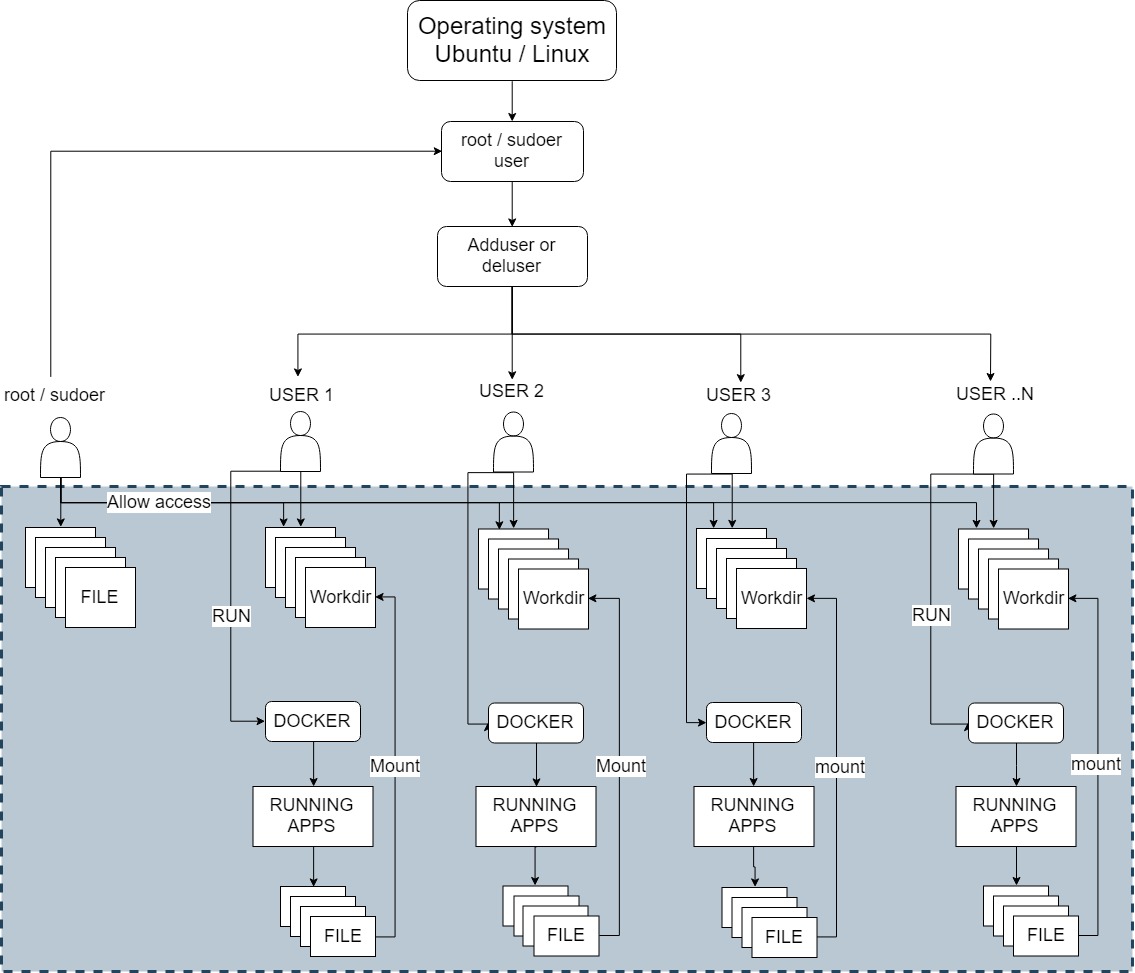 Operating system
Ubuntu / Linux
root / sudoer
user
Adduser or
deluser
root / sudoer
USER 1
USER 2
USER 3
USER ..N
Allow access
FILE
Workdir
Workdir
Workdir
Workdir
RUN
RUN
DOCKER
DOCKER
DOCKER
DOCKER
Mount
Mount
mount
mount
RUNNING
APPS
RUNNING
APPS
RUNNING
APPS
RUNNING
APPS
FILE
FILE
FILE
FILE